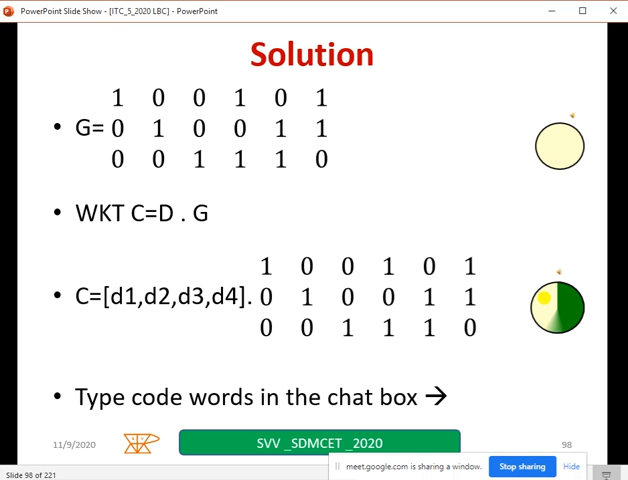 PowerPoint Slide Show - [ITC_5_2020 LBC] - PowerPoint
Solution
1 0 0 1 0 1
• G= 0 1 0 0 1 1
0 0 1 1 1 0
• WKT C=D . G
1 0 0 1 0 1
• C=[d1,d2,d3,d4]. 0 1 0 0 1 1
0 0 1 1 1 0
• Type code words in the chat box →
11/9/2020 SVV _SDMCET _2020 98
meet.google.com is sharing a window. Stop sharing Hide
Slide 98 of 221